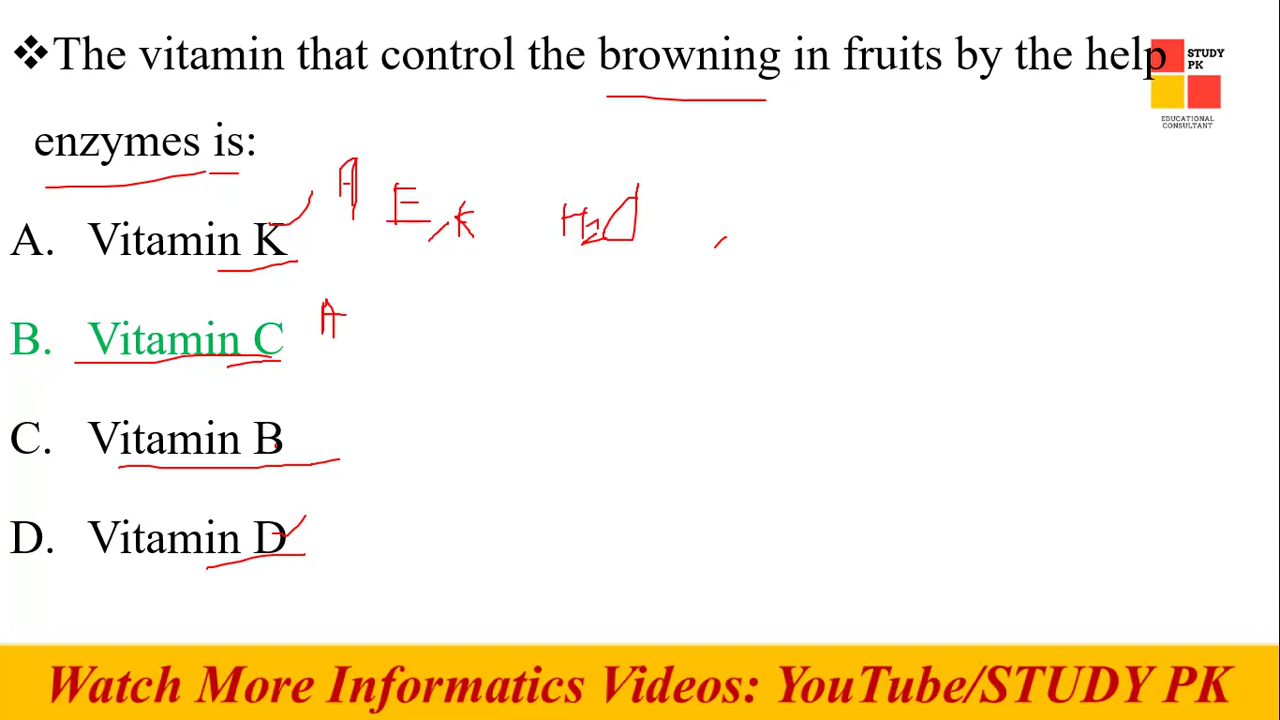 ❖The vitamin that control the browning in fruits by the help
enzymes is:
STUDY
PK
EDUCATIONAL
CONSULTANT
A. Vitamin K
A E, K H2O
B. Vitamin C
A
C. Vitamin B
D. Vitamin D
Watch More Informatics Videos: YouTube/STUDY PK